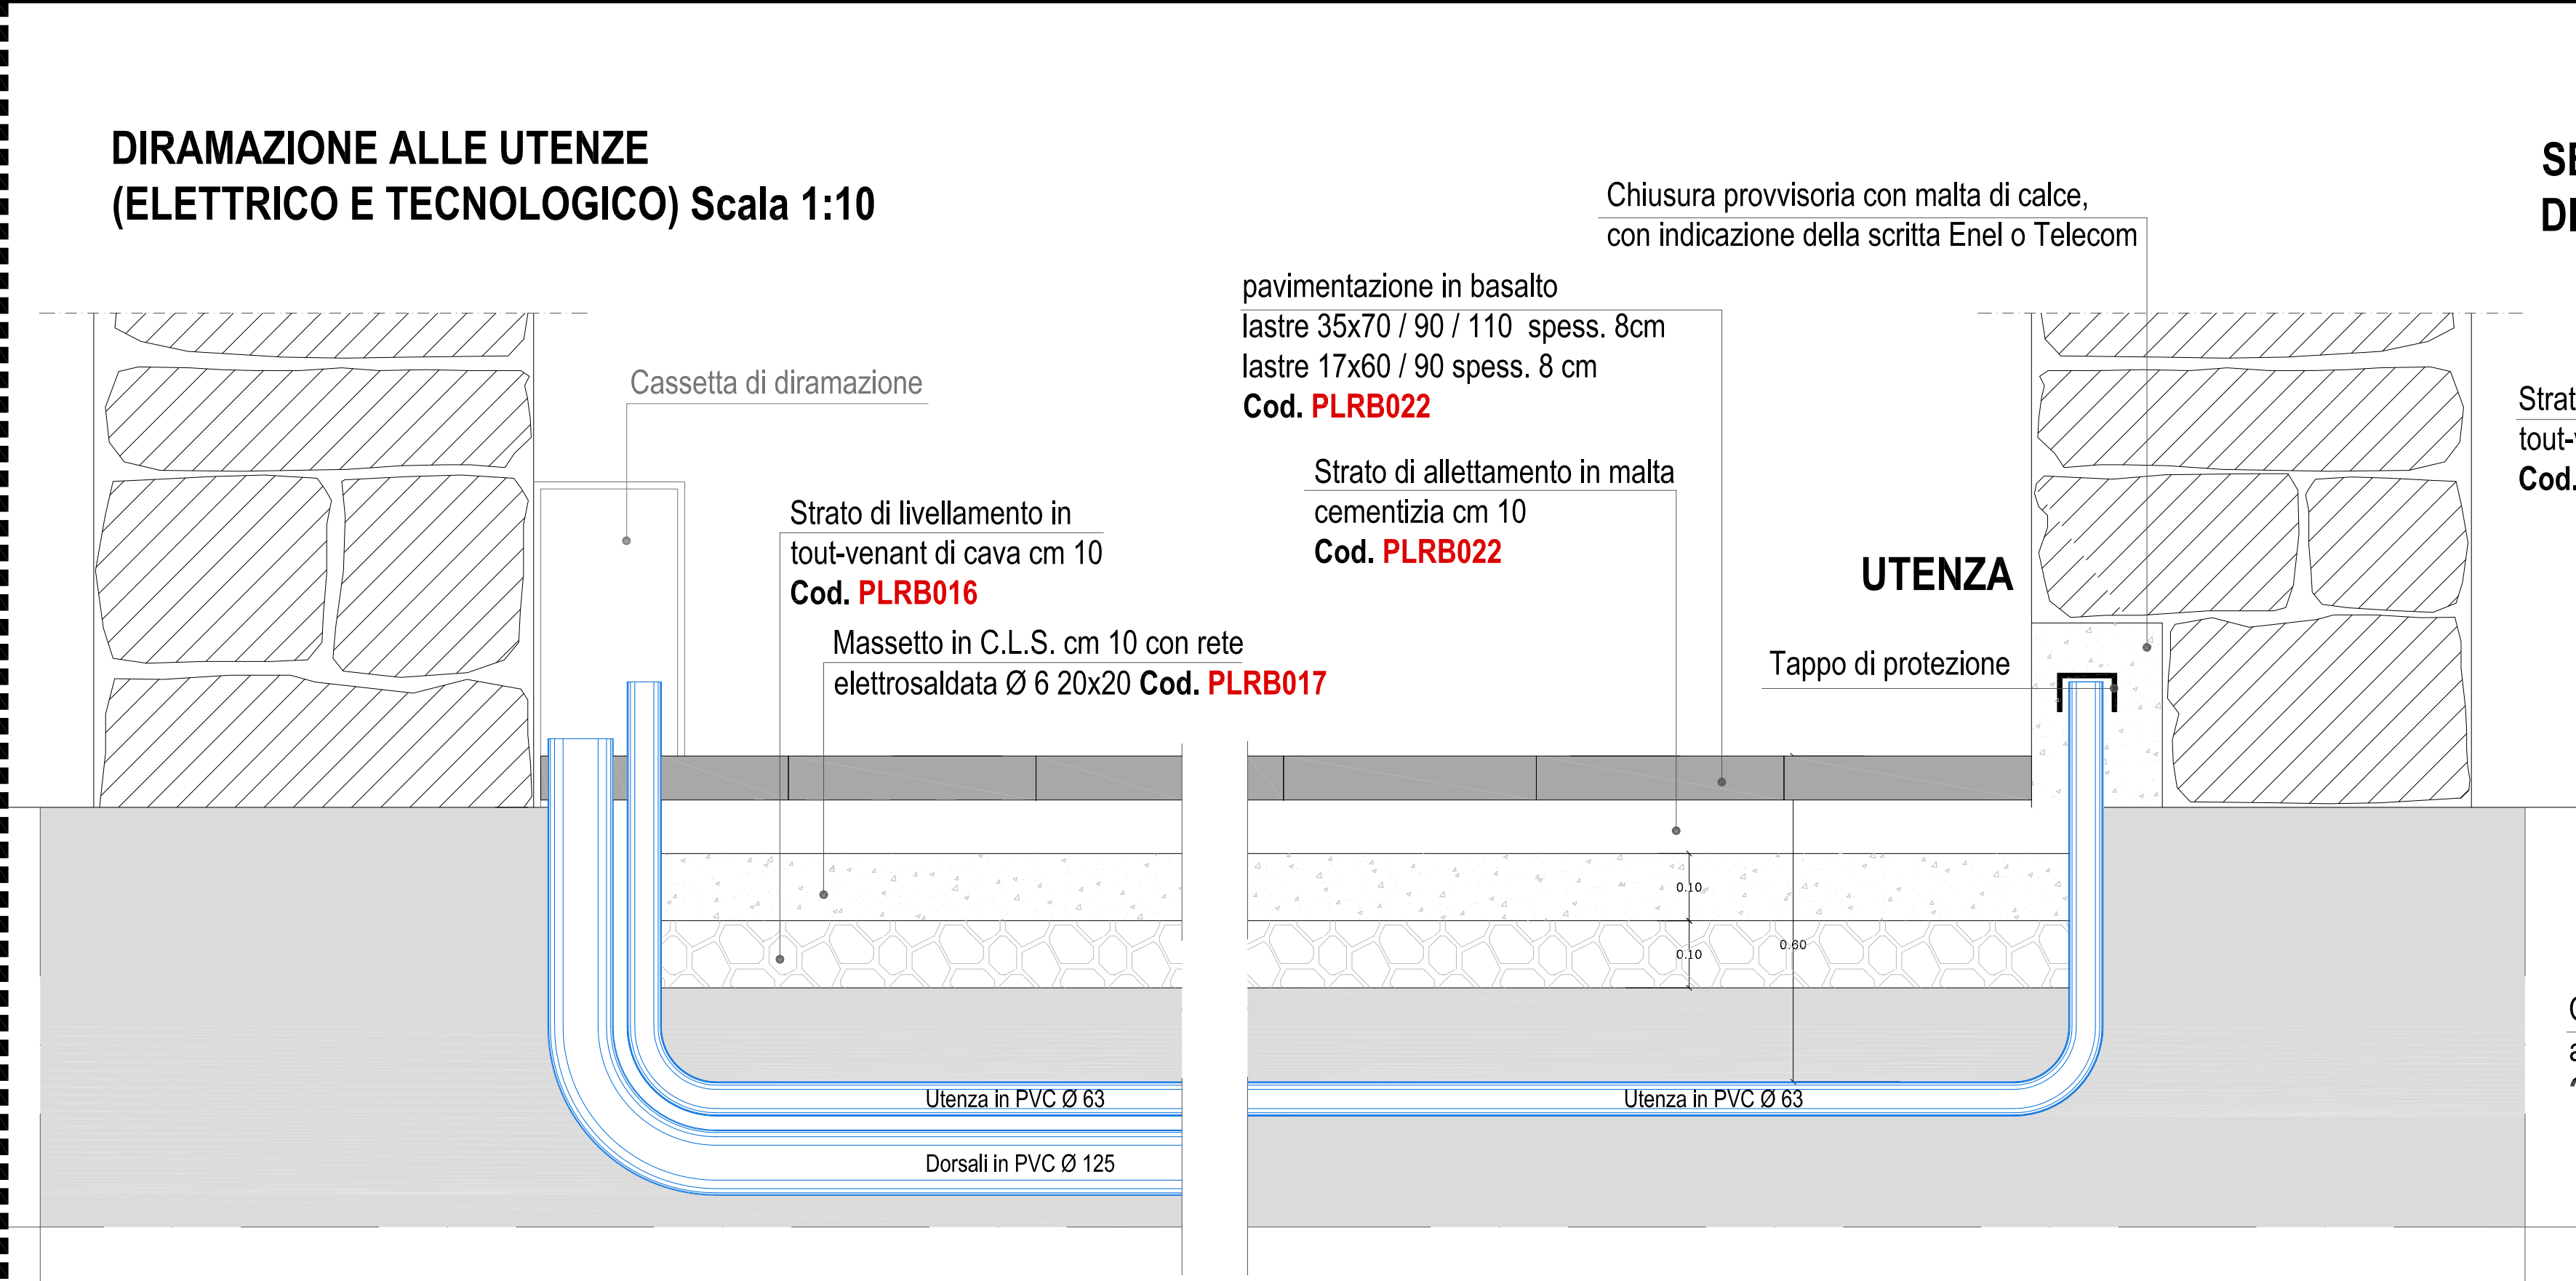 DIRAMAZIONE ALLE UTENZE
(ELETTRICO E TECNOLOGICO) Scala 1:10
Chiusura provvisoria con malta di calce,
con indicazione della scritta Enel o Telecom
pavimentazione in basalto
lastre 35x70 / 90 / 110 spess. 8cm
lastre 17x60 / 90 spess. 8 cm
Cod. PLRB022
Cassetta di diramazione
Strato di allettamento in malta
cementizia cm 10
Cod. PLRB022
Strato di livellamento in
tout-venant di cava cm 10
Cod. PLRB016
UTENZA
Massetto in C.L.S. cm 10 con rete
elettrosaldata Ø 6 20x20 Cod. PLRB017
Tappo di protezione
0.10
0.10
0.60
Utenza in PVC Ø 63
Utenza in PVC Ø 63
Dorsali in PVC Ø 125
Strat
tout-
Cod.